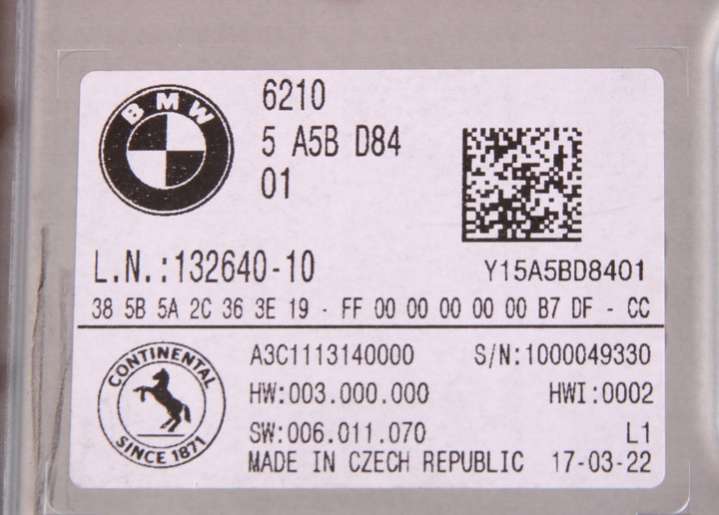 BMW
6210
5 A5B D84
01
L.N.:132640-10
Y15A5BD8401
38 5B 5A 2C 36 3E 19 - FF 00 00 00 00 00 B7 DF - CC
CONTINENTAL
SINCE 1871
A3C1113140000 S/N:1000049330
HW:003.000.000 HWI:0002
SW:006.011.070 L1
MADE IN CZECH REPUBLIC 17-03-22